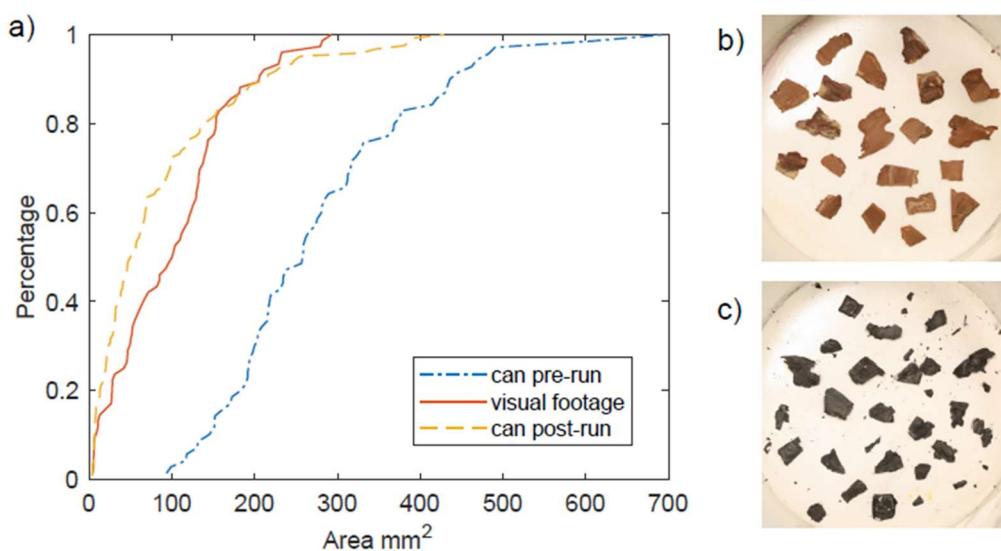 a)
1
0.8
0.6
0.4
0.2
0
Percentage
0 100 200 300 400 500 600 700
Area mm²
can pre-run
visual footage
can post-run
b)
c)